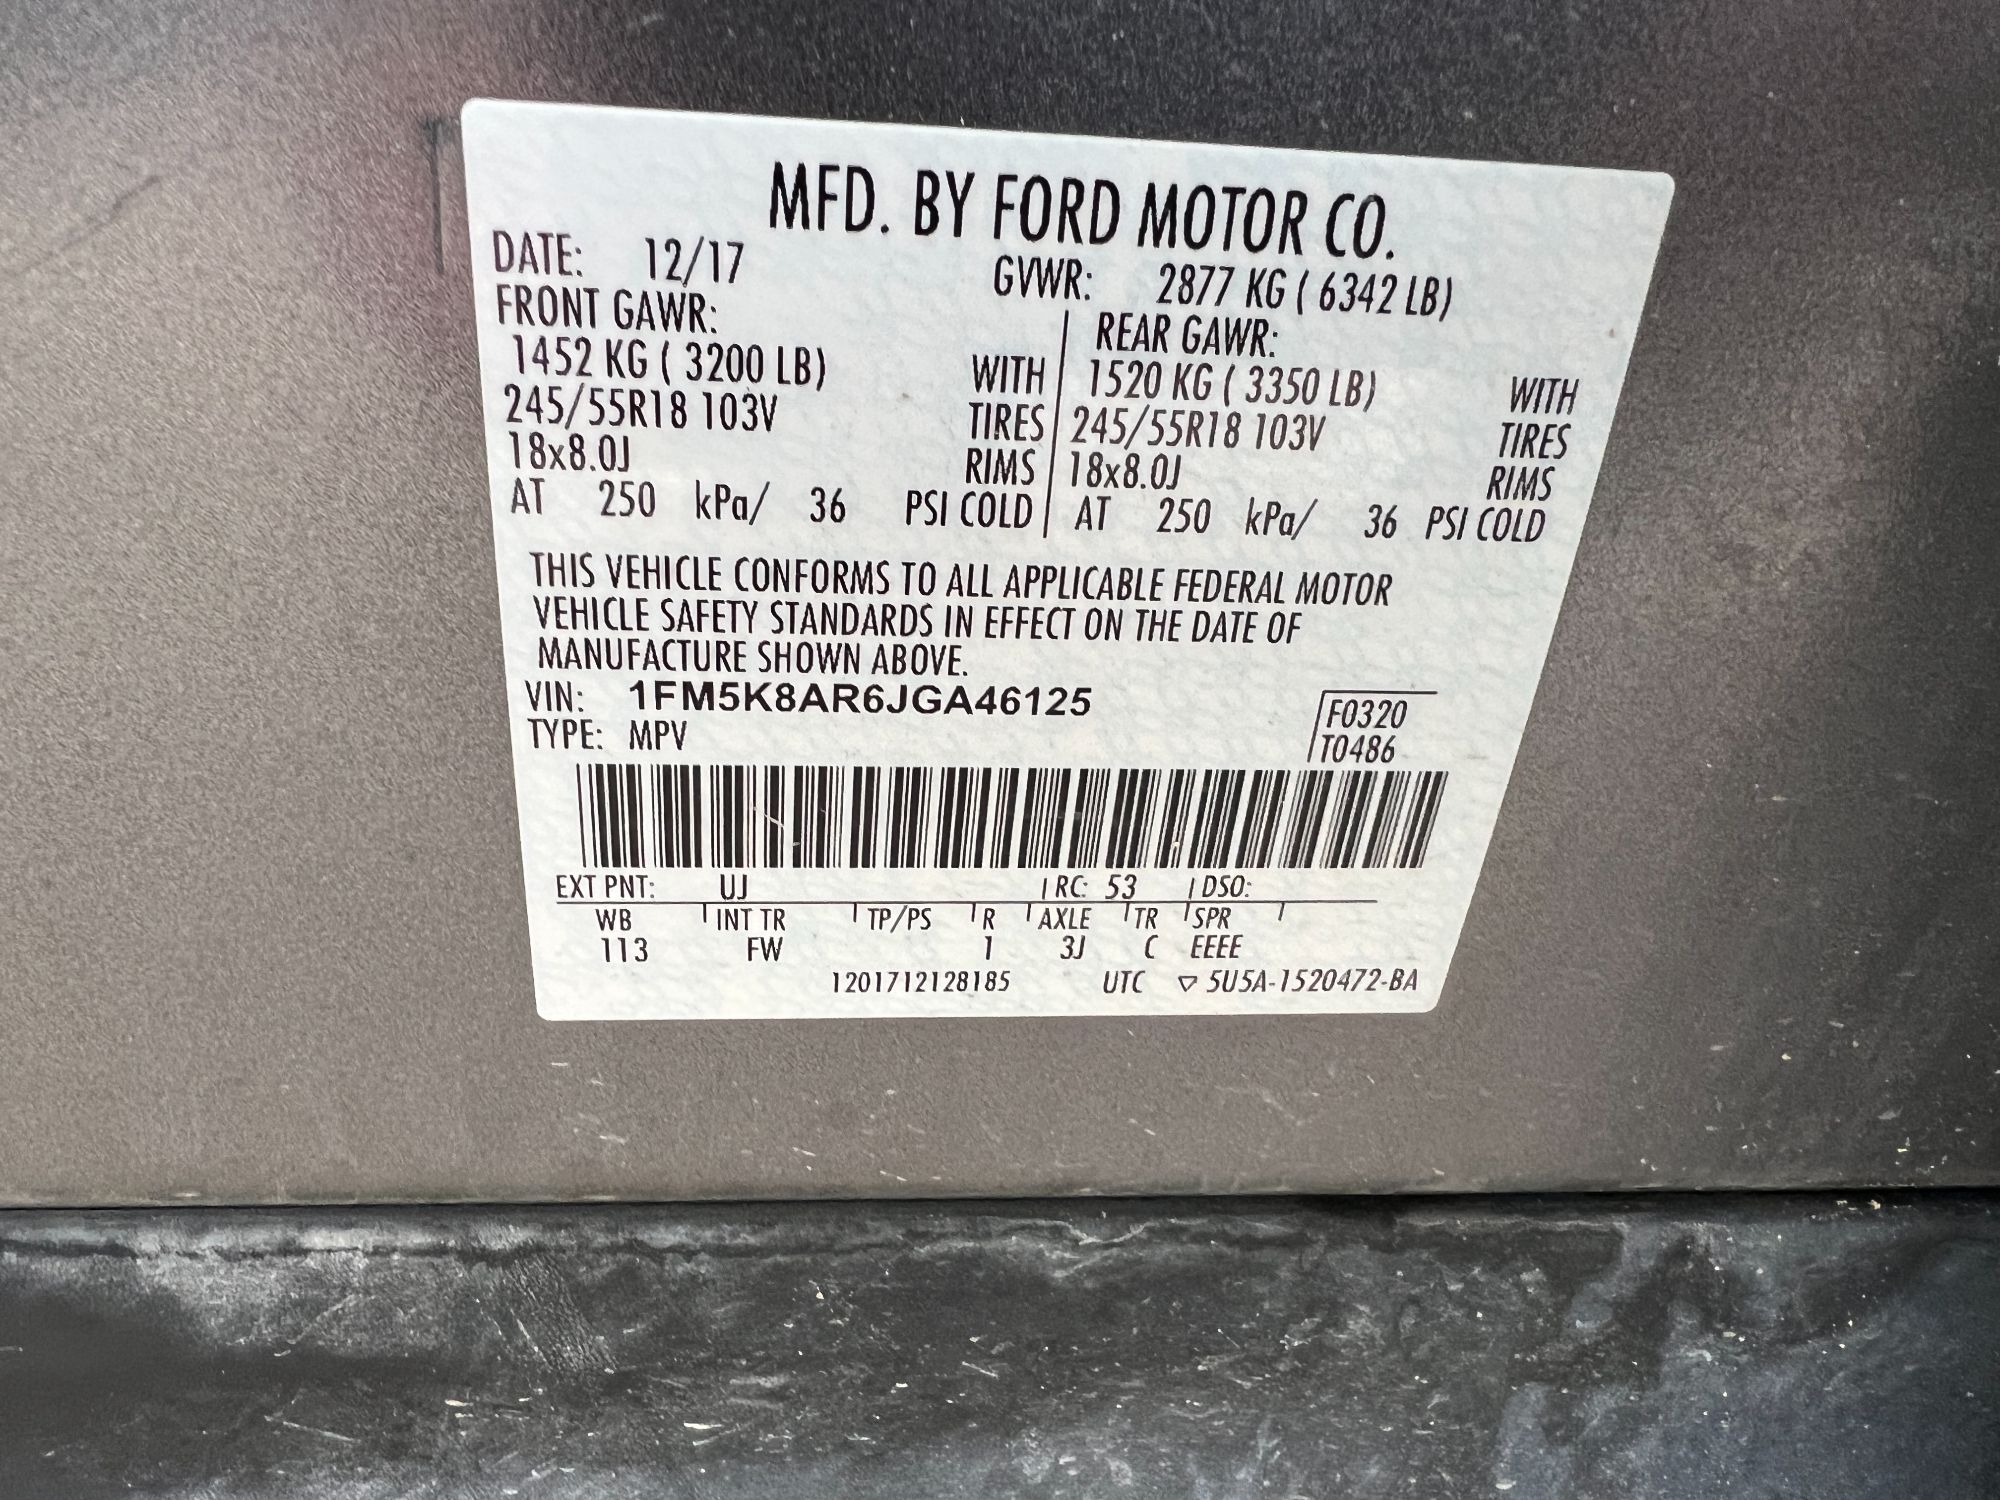 MFD. BY FORD MOTOR CO.
DATE: 12/17 GVWR: 2877 KG ( 6342 LB)
FRONT GAWR: REAR GAWR:
1452 KG ( 3200 LB) WITH 1520 KG ( 3350 LB) WITH
245/55R18 103V TIRES 245/55R18 103V TIRES
18x8.0J RIMS 18x8.0J RIMS
AT 250 kPa/ 36 PSI COLD AT 250 kPa/ 36 PSI COLD
THIS VEHICLE CONFORMS TO ALL APPLICABLE FEDERAL MOTOR
VEHICLE SAFETY STANDARDS IN EFFECT ON THE DATE OF
MANUFACTURE SHOWN ABOVE.
VIN: 1FM5K8AR6JGA46125 F0320
TYPE: MPV T0486
EXT PNT: UJ RC: 53 DSO:
WB INT TR TP/PS R AXLE TR SPR
113 FW 1 3J C EEEE
1201712128185 UTC ▽ 5U5A-1520472-BA